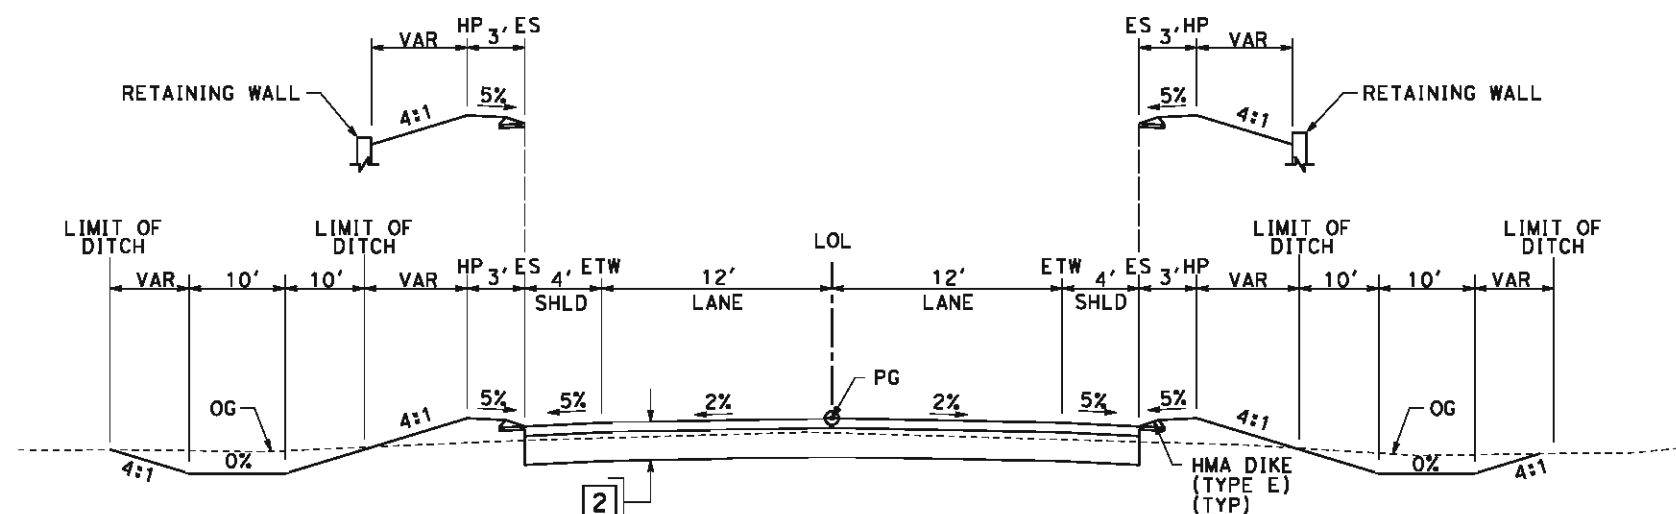 HP 3' ES
VAR
ES 3' HP
VAR
RETAINING WALL
5%
4:1
5%
4:1
RETAINING WALL
LIMIT OF
DITCH
LIMIT OF
DITCH
LOL
LIMIT OF
DITCH
LIMIT OF
DITCH
VAR 10' 10' VAR HP 3' ES 4' ETW 12' 12' ETW 4' ES 3' HP VAR 10' 10' VAR
SHLD LANE LANE SHLD
PG
OG 4:1 5% 5% 2% 2% 5% 5% 4:1 OG
4:1 0% 0% 4:1
2
HMA DIKE
(TYPE E)
(TYP)